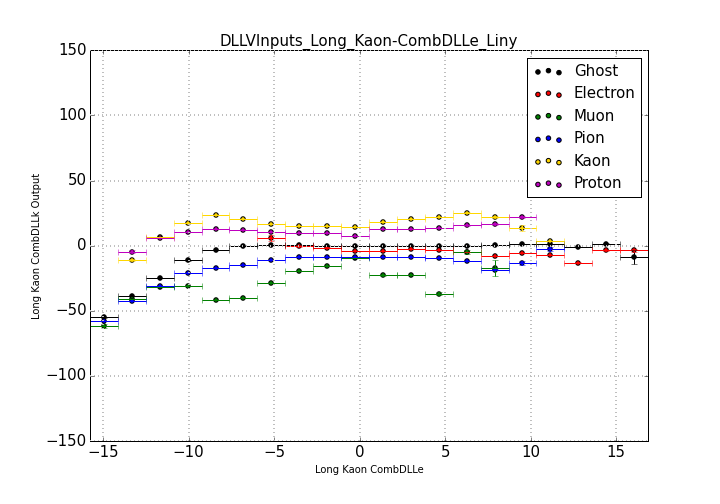 DLLVInputs_Long_Kaon-CombDLLe_Liny
150
100
50
0
−50
−100
−150
Long Kaon CombDLLk Output
Ghost
Electron
Muon
Pion
Kaon
Proton
−15 −10 −5 0 5 10 15
Long Kaon CombDLLe